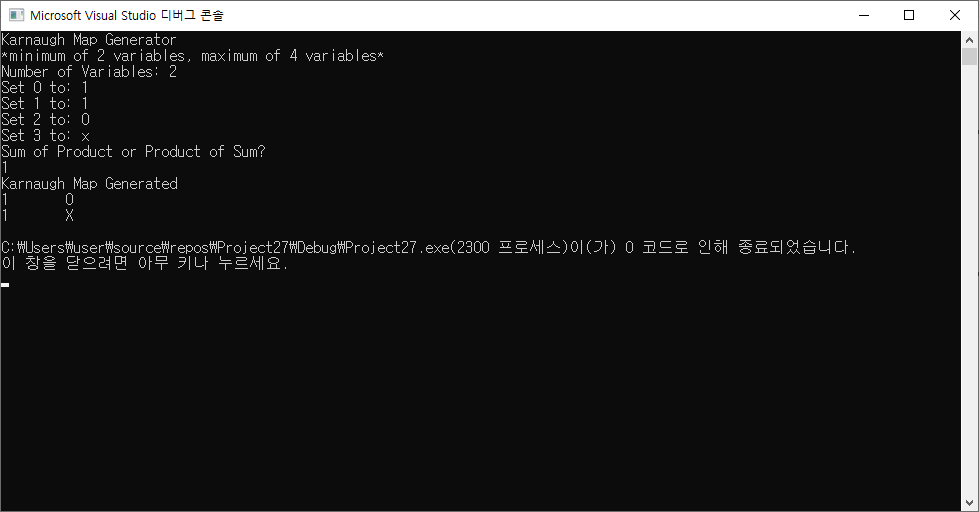 Microsoft Visual Studio 디버그 콘솔
Karnaugh Map Generator
*minimum of 2 variables, maximum of 4 variables*
Number of Variables: 2
Set 0 to: 1
Set 1 to: 1
Set 2 to: 0
Set 3 to: x
Sum of Product or Product of Sum?
1
Karnaugh Map Generated
1 0
1 X
C:₩Users₩user₩source₩repos₩Project27₩Debug₩Project27.exe(2300 프로세스)이(가) 0 코드로 인해 종료되었습니다.
이 창을 닫으려면 아무 키나 누르세요.